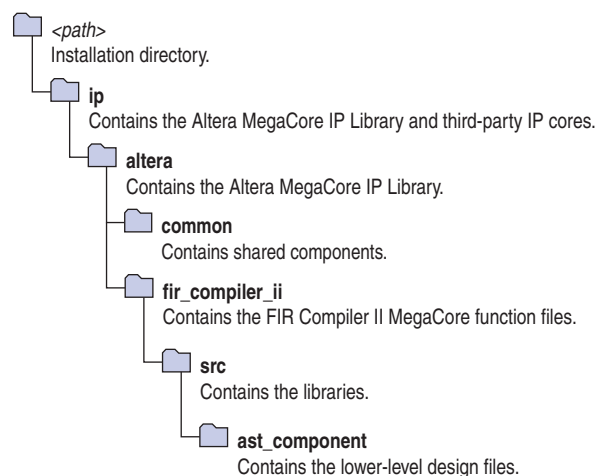 <path>
Installation directory.
ip
Contains the Altera MegaCore IP Library and third-party IP cores.
altera
Contains the Altera MegaCore IP Library.
common
Contains shared components.
fir_compiler_ii
Contains the FIR Compiler II MegaCore function files.
src
Contains the libraries.
ast_component
Contains the lower-level design files.